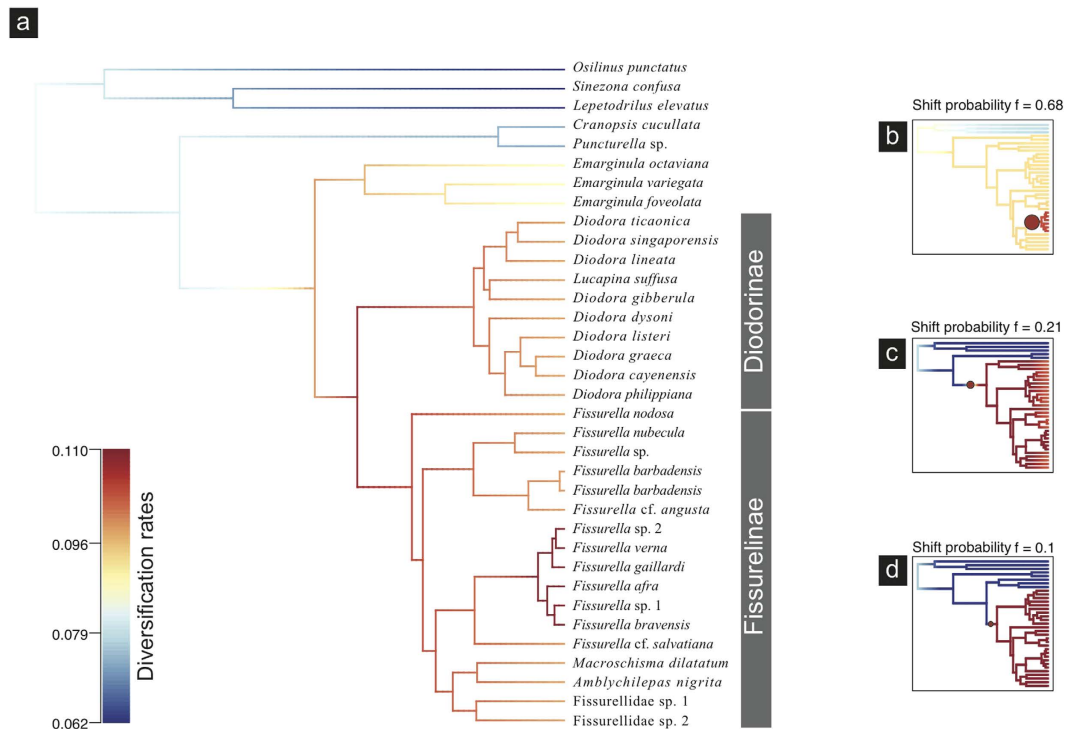 a
Osilinus punctatus
Sinezona confusa
Lepetodrilus elevatus
Cranopsis cucullata
Puncturella sp.
Emarginula octaviana
Emarginula variegata
Emarginula foveolata
Diodora ticaonica
Diodora singaporensis
Diodora lineata
Lucapina suffusa
Diodora gibberula
Diodora dysoni
Diodora listeri
Diodora graeca
Diodora cayenensis
Diodora philippiana
Fissurella nodosa
Fissurella nubecula
Fissurella sp.
Fissurella barbadensis
Fissurella barbadensis
Fissurella cf. angusta
Fissurella sp. 2
Fissurella verna
Fissurella gaillardi
Fissurella afra
Fissurella sp. 1
Fissurella bravensis
Fissurella cf. salvatiana
Macroschisma dilatatum
Amblychilepas nigrita
Fissurellidae sp. 1
Fissurellidae sp. 2
Diodorinae
Fissurelinae
0.110
0.096
0.079
0.062
Diversification rates
Shift probability f = 0.68
b
Shift probability f = 0.21
c
Shift probability f = 0.1
d